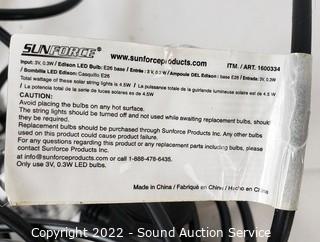 SUNFORCE®
www.sunforceproducts.com
ITM. / ART. 1600334
Input: 3V, 0.3W / Edison LED Bulb: E26 base / Entrée : 3 V, 0.3 W / Ampoule DEL Edison : base E26 / Entrada: 3V, 0.3W
/ Bombilla LED Edison: Casquillo E26
Total wattage of these solar string lights is 4.5W / La puissance totale de la guirlande lumineuse solaire est de 4.5 W
/ La potencia total de la serie de focos solares es de 4.5W
CAUTION:
Avoid placing the bulbs on any hot surface.
The string lights should be turned off and not used while awaiting replacement bulbs, should
they be required.
Replacement bulbs should be purchased through Sunforce Products Inc. Any other bulbs
used on this product could cause product failure.
For any questions regarding this product or any replacement parts including bulbs, please
contact:
at info@sunforceproducts.com or call 1-888-478-6435.
Only use 3V, 0.3W LED bulbs.
Made in China / Fabriqué en Chine / Hecho en China
Copyright 2022 - Sound Auction Service